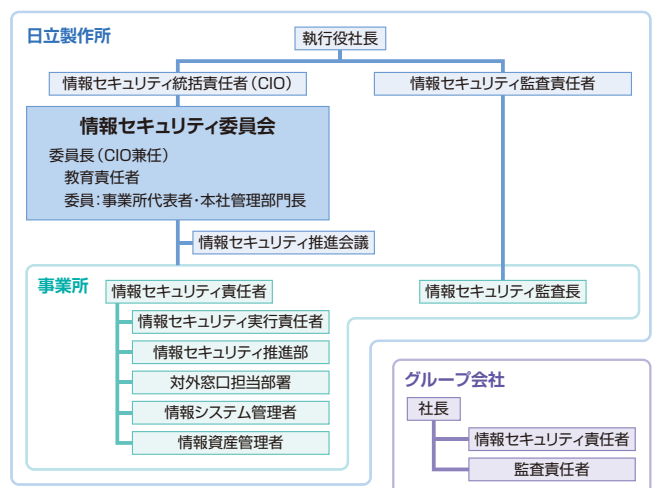 日立製作所
執行役社長
情報セキュリティ統括責任者(CIO)
情報セキュリティ監査責任者
情報セキュリティ委員会
委員長(CIO兼任)
教育責任者
委員:事業所代表者・本社管理部門長
情報セキュリティ推進会議
事業所
情報セキュリティ責任者
情報セキュリティ監査長
情報セキュリティ実行責任者
情報セキュリティ推進部
対外窓口担当部署
情報システム管理者
情報資産管理者
グループ会社
社長
情報セキュリティ責任者
監査責任者